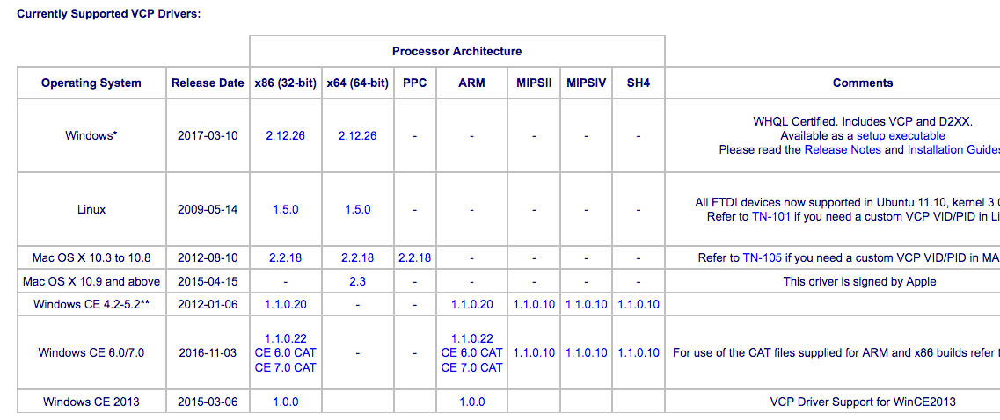 Currently Supported VCP Drivers:
Processor Architecture
Operating System Release Date x86 (32-bit) x64 (64-bit) PPC ARM MIPSII MIPSIV SH4 Comments
Windows* 2017-03-10 2.12.26 2.12.26 - - - - - WHQL Certified. Includes VCP and D2XX.
Available as a setup executable
Please read the Release Notes and Installation Guides
Linux 2009-05-14 1.5.0 1.5.0 - - - - - All FTDI devices now supported in Ubuntu 11.10, kernel 3.0
Refer to TN-101 if you need a custom VCP VID/PID in Li
Mac OS X 10.3 to 10.8 2012-08-10 2.2.18 2.2.18 2.2.18 - - - - Refer to TN-105 if you need a custom VCP VID/PID in MA
Mac OS X 10.9 and above 2015-04-15 - 2.3 - - - - - This driver is signed by Apple
Windows CE 4.2-5.2** 2012-01-06 1.1.0.20 - - 1.1.0.20 1.1.0.10 1.1.0.10 1.1.0.10
Windows CE 6.0/7.0 2016-11-03 1.1.0.22 CE 6.0 CAT CE 7.0 CAT - - 1.1.0.22 CE 6.0 CAT CE 7.0 CAT 1.1.0.10 1.1.0.10 1.1.0.10 For use of the CAT files supplied for ARM and x86 builds refer t
Windows CE 2013 2015-03-06 1.0.0 1.0.0 VCP Driver Support for WinCE2013